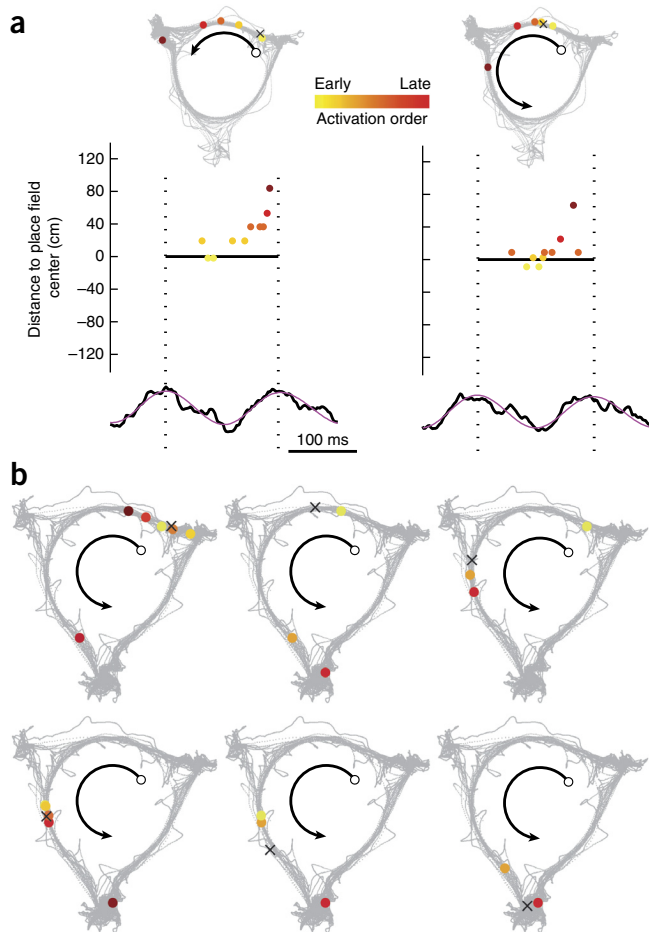 a
Early Late
Activation order
Distance to place field
center (cm)
120
80
40
0
−40
−80
−120
100 ms
b